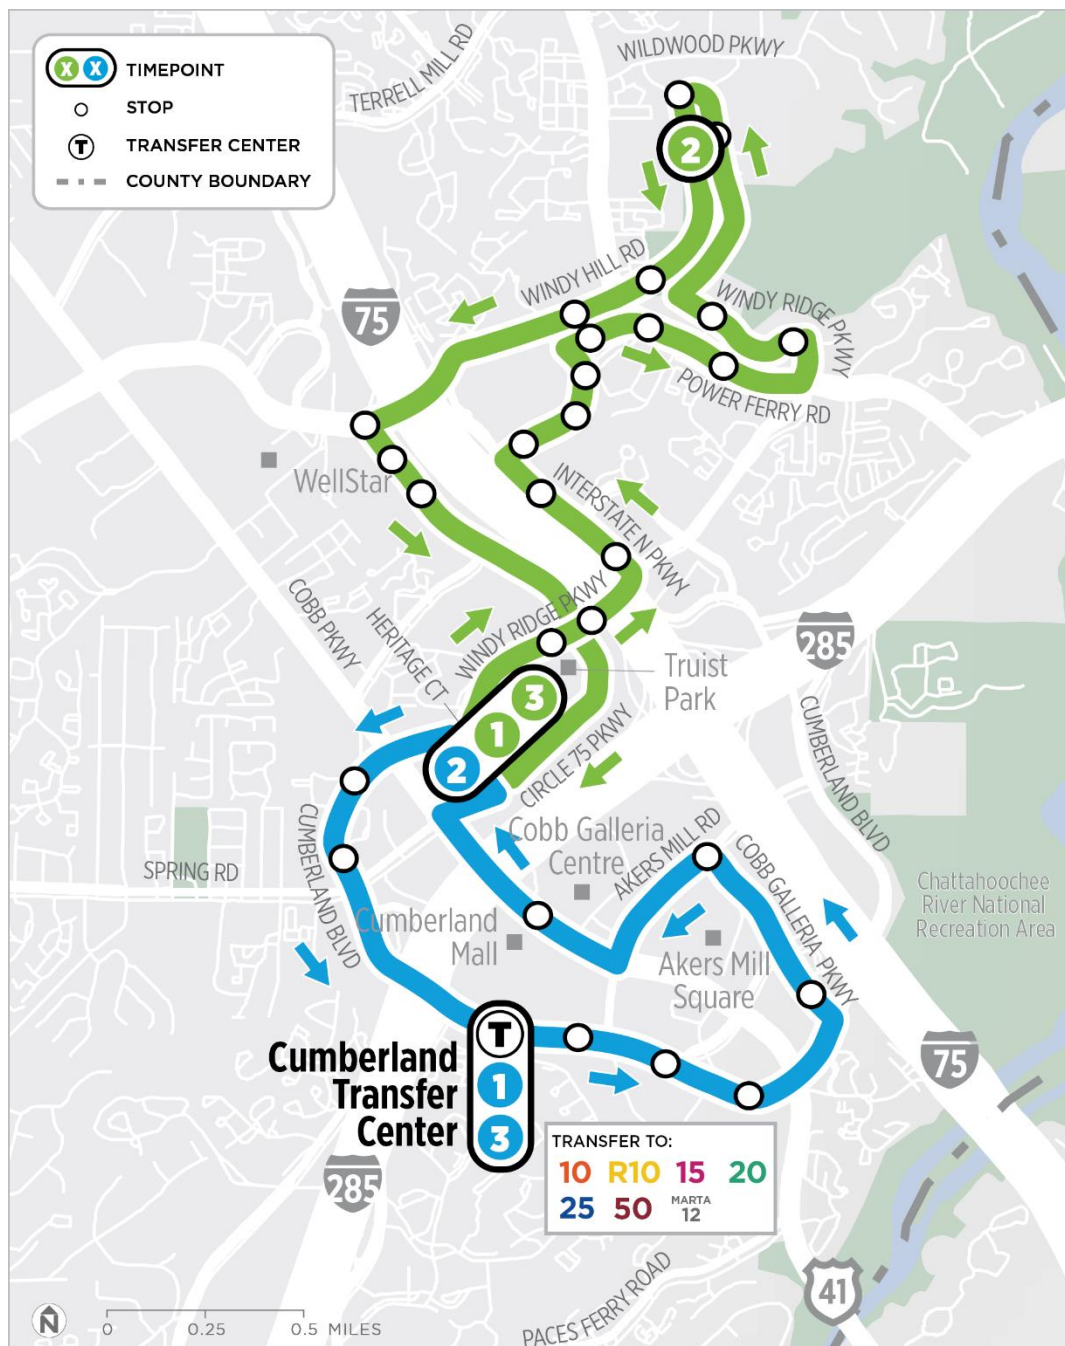 X X TIMEPOINT
STOP
T TRANSFER CENTER
COUNTY BOUNDARY
WILDWOOD PKWY
TERRELL MILL RD
2
WINDY HILL RD
WINDY RIDGE PKWY
75
POWER FERRY RD
WellStar
INTERSTATE N PKWY
COBB PKWY
HERITAGE CT
WINDY RIDGE PKWY
285
Truist
Park
3
1
2
CIRCLE 75 PKWY
CUMBERLAND BLVD
CUMBERLAND BLVD
Cobb Galleria
Centre
AKERS MILL RD
COBB GALLERIA PKWY
SPRING RD
Chattahoochee
River National
Recreation Area
Cumberland
Mall
Akers Mill
Square
T
Cumberland
Transfer
Center
1
3
75
TRANSFER TO:
10 R10 15 20
25 50 MARTA
12
285
41
PACES FERRY ROAD
N
0 0.25 0.5 MILES